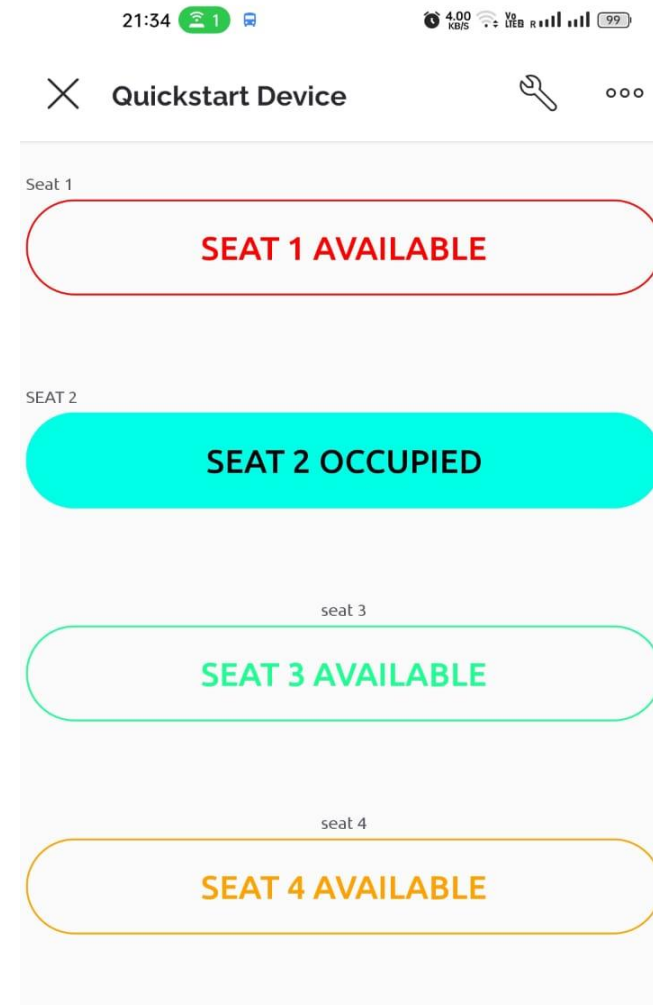 21:34 1 4.00 KB/S Vo LTE B R 99
Quickstart Device
Seat 1
SEAT 1 AVAILABLE
SEAT 2
SEAT 2 OCCUPIED
seat 3
SEAT 3 AVAILABLE
seat 4
SEAT 4 AVAILABLE